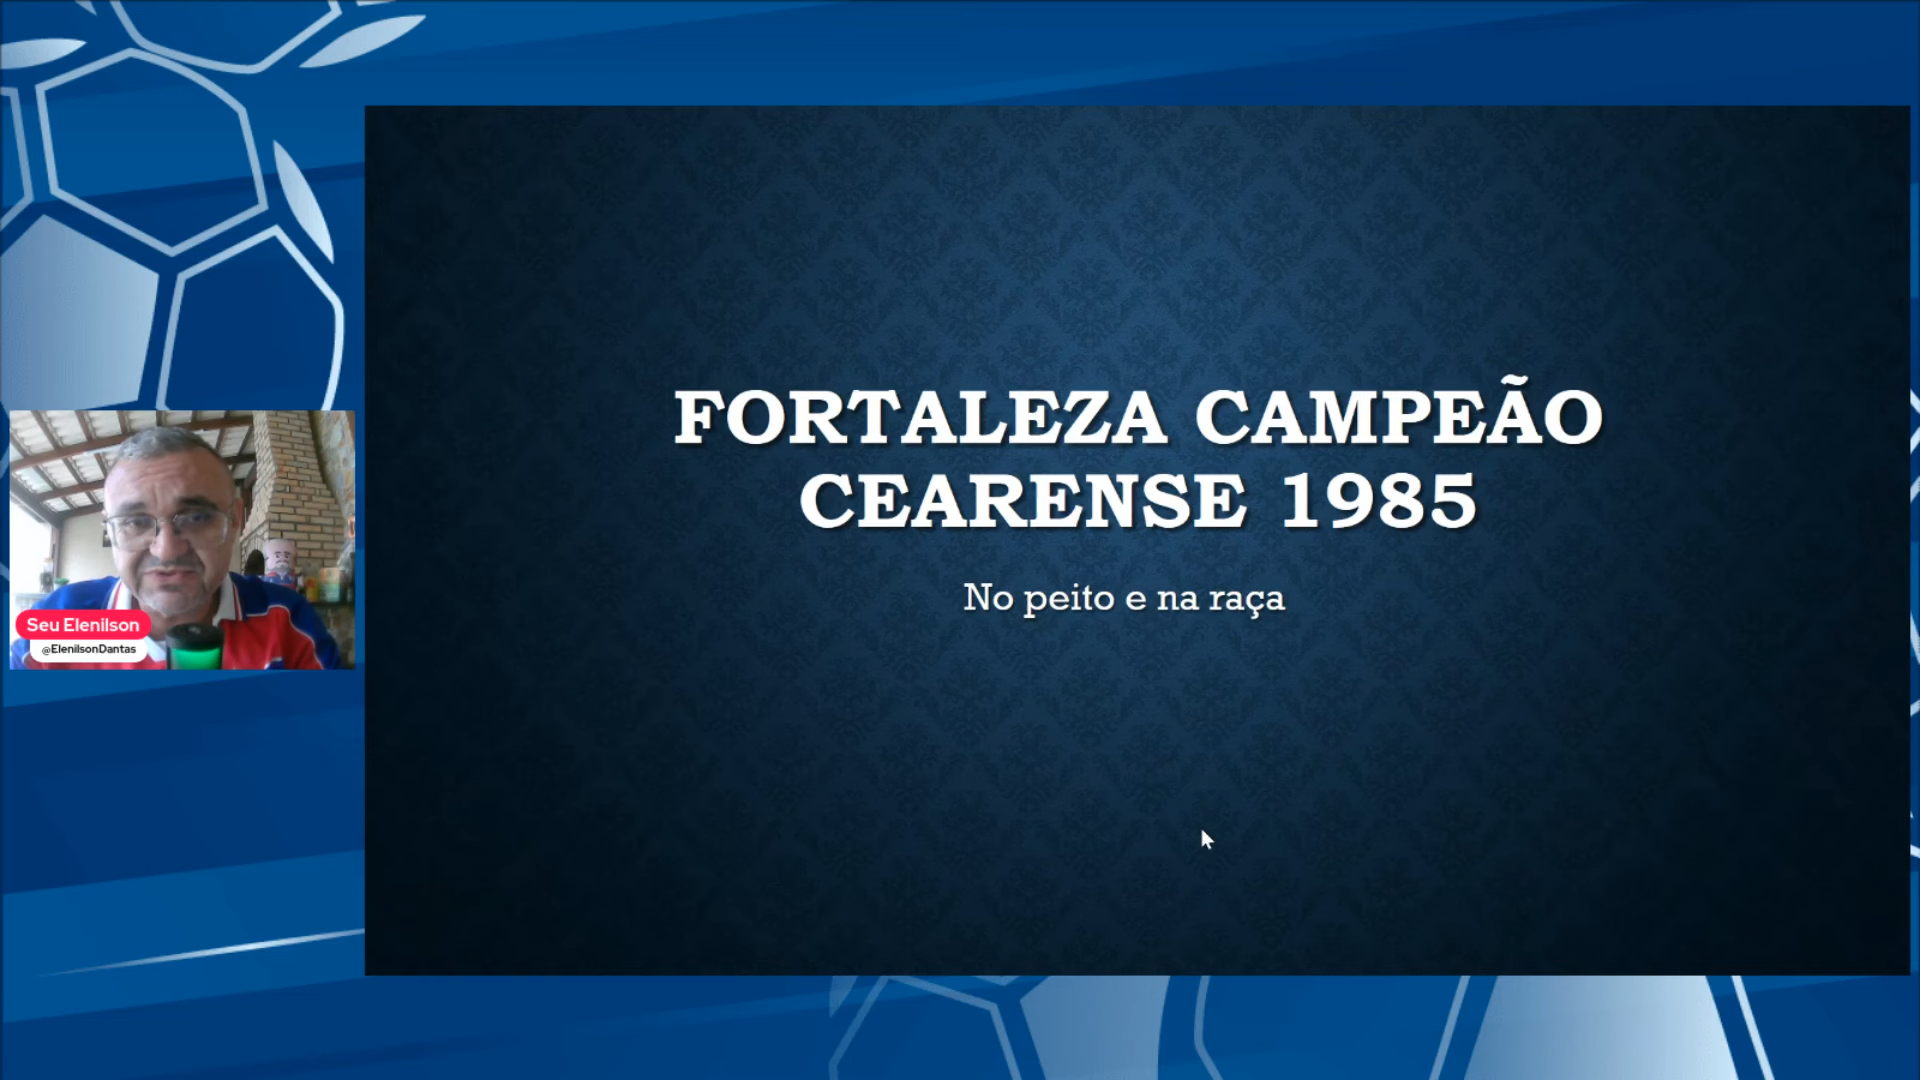 FORTALEZA CAMPEÃO
CEARENSE 1985
No peito e na raça
Seu Elenilson
@ElenilsonDantas